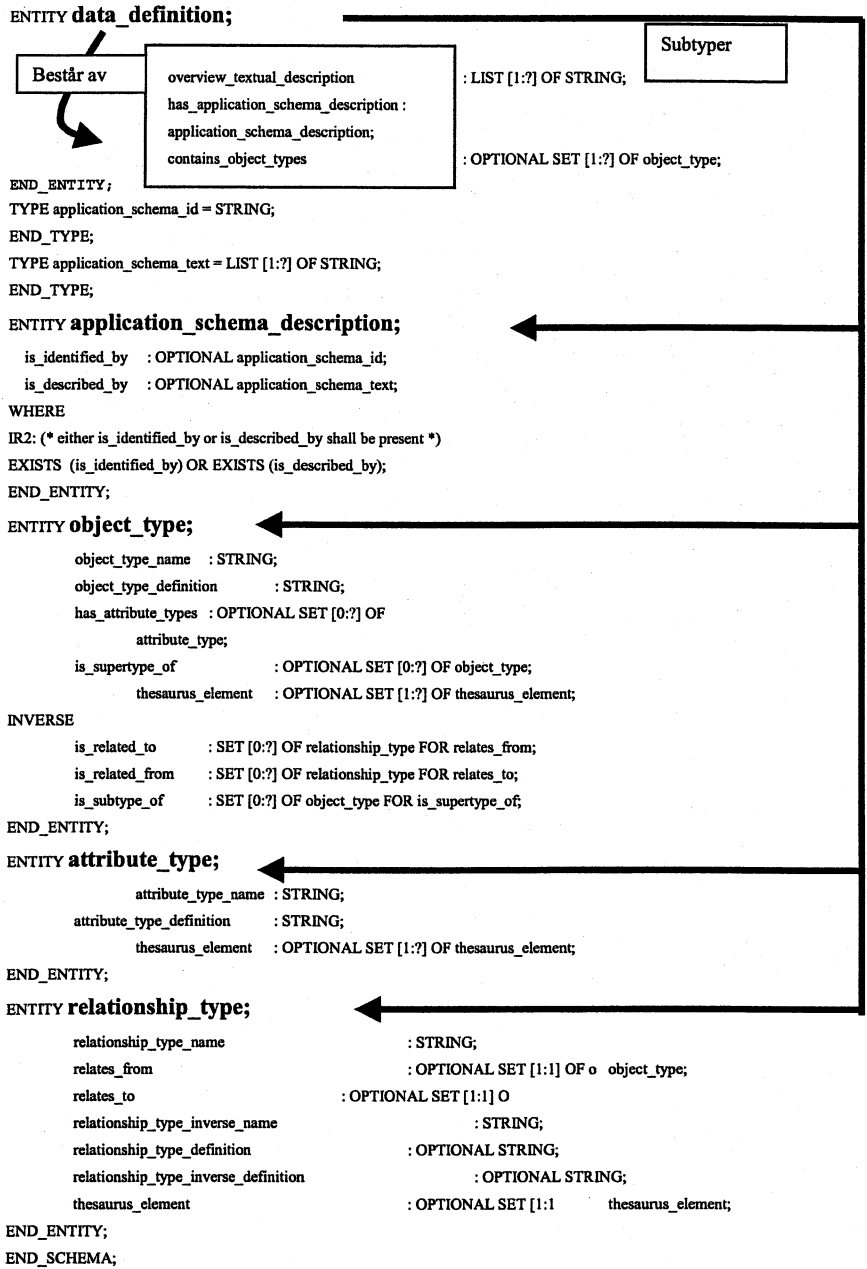 ENTITY data_definition;
Subtyper
Består av
overview_textual_description : LIST [1:?] OF STRING;
has_application_schema_description :
application_schema_description;
contains_object_types : OPTIONAL SET [1:?] OF object_type;
END_ENTITY;
TYPE application_schema_id = STRING;
END_TYPE;
TYPE application_schema_text = LIST [1:?] OF STRING;
END_TYPE;
ENTITY application_schema_description;
is_identified_by : OPTIONAL application_schema_id;
is_described_by : OPTIONAL application_schema_text;
WHERE
IR2: (* either is_identified_by or is_described_by shall be present *)
EXISTS (is_identified_by) OR EXISTS (is_described_by);
END_ENTITY;
ENTITY object_type;
object_type_name : STRING;
object_type_definition : STRING;
has_attribute_types : OPTIONAL SET [0:?] OF
attribute_type;
is_supertype_of : OPTIONAL SET [0:?] OF object_type;
thesaurus_element : OPTIONAL SET [1:?] OF thesaurus_element;
INVERSE
is_related_to : SET [0:?] OF relationship_type FOR relates_from;
is_related_from : SET [0:?] OF relationship_type FOR relates_to;
is_subtype_of : SET [0:?] OF object_type FOR is_supertype_of;
END_ENTITY;
ENTITY attribute_type;
attribute_type_name : STRING;
attribute_type_definition : STRING;
thesaurus_element : OPTIONAL SET [1:?] OF thesaurus_element;
END_ENTITY;
ENTITY relationship_type;
relationship_type_name : STRING;
relates_from : OPTIONAL SET [1:1] OF o object_type;
relates_to : OPTIONAL SET [1:1] O
relationship_type_inverse_name : STRING;
relationship_type_definition : OPTIONAL STRING;
relationship_type_inverse_definition : OPTIONAL STRING;
thesaurus_element : OPTIONAL SET [1:1 thesaurus_element;
END_ENTITY;
END_SCHEMA;